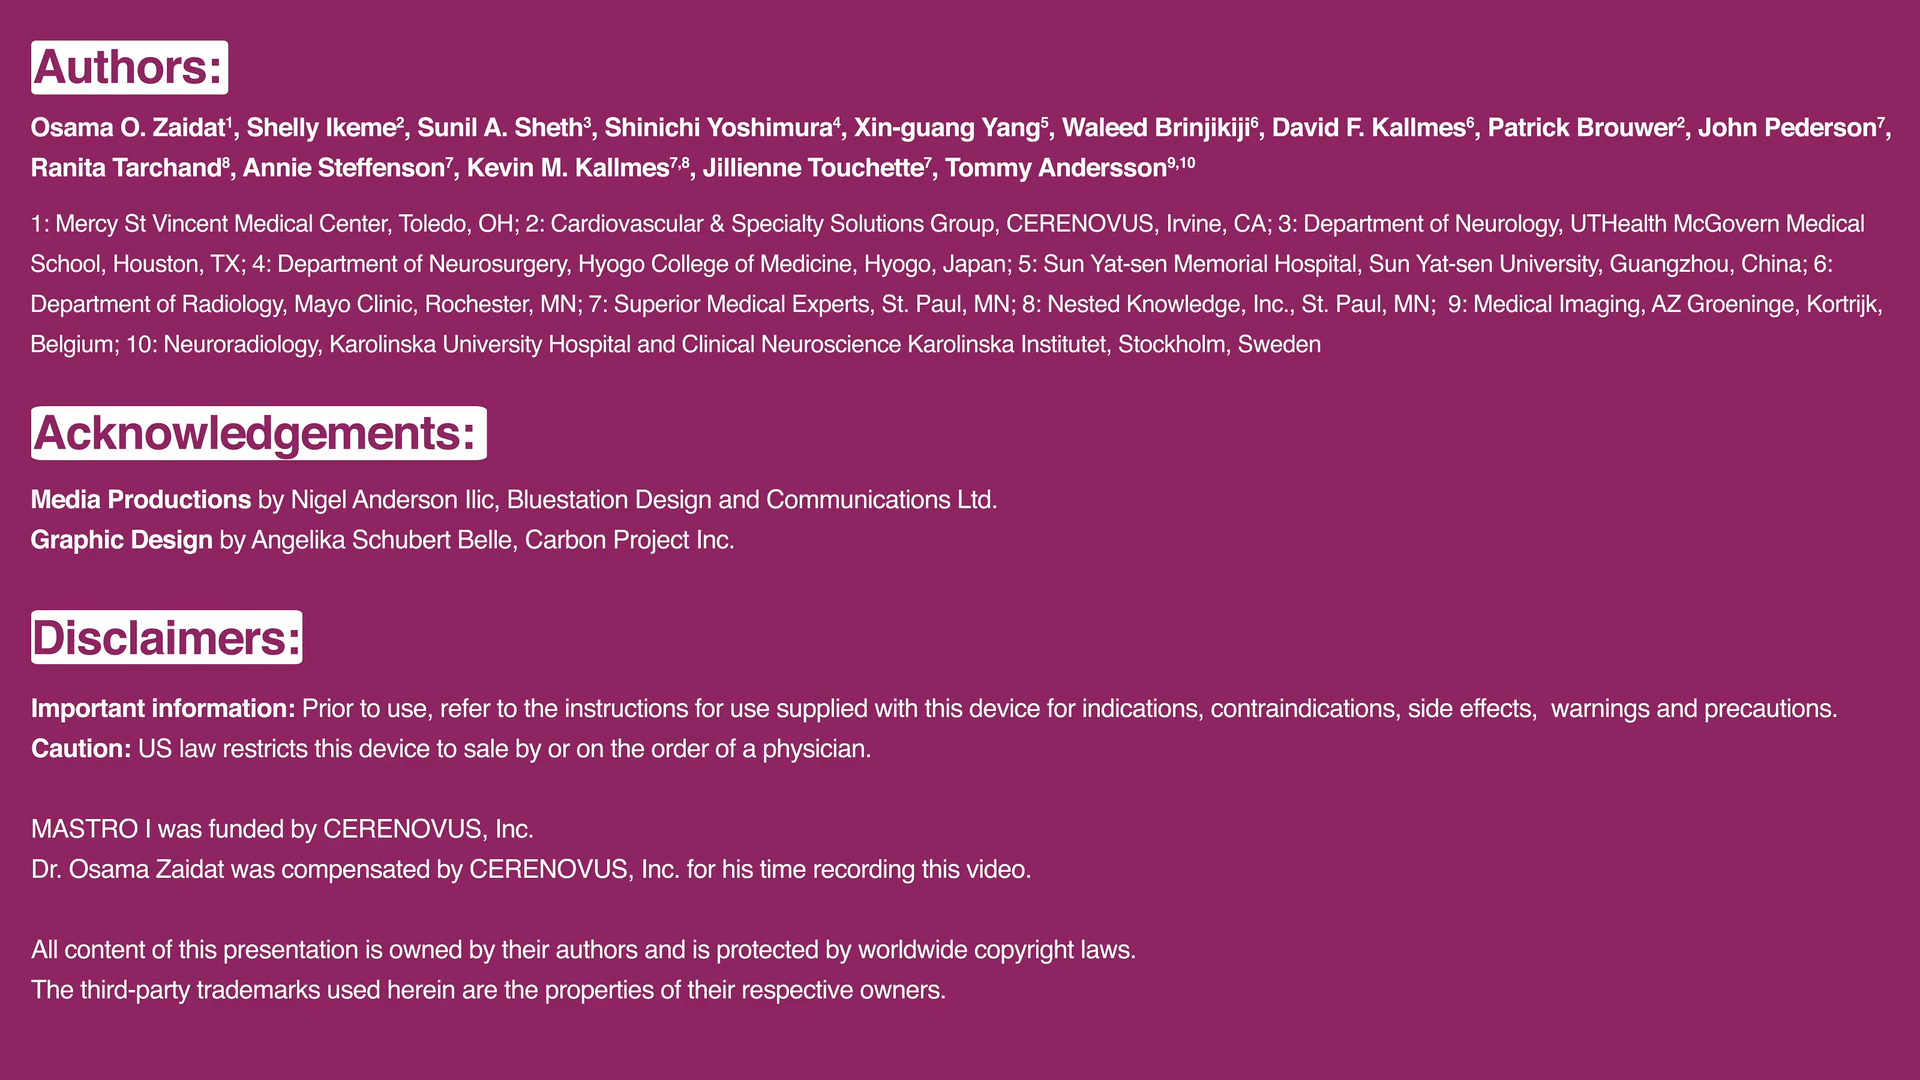 Authors:
Osama O. Zaidat¹, Shelly Ikeme², Sunil A. Sheth³, Shinichi Yoshimura⁴, Xin-guang Yang⁵, Waleed Brinjikiji⁶, David F. Kallmes⁶, Patrick Brouwer², John Pederson⁷,
Ranita Tarchand⁸, Annie Steffenson⁷, Kevin M. Kallmes⁷,⁸, Jillienne Touchette⁷, Tommy Andersson⁹,¹⁰
1: Mercy St Vincent Medical Center, Toledo, OH; 2: Cardiovascular & Specialty Solutions Group, CERENOVUS, Irvine, CA; 3: Department of Neurology, UTHealth McGovern Medical
School, Houston, TX; 4: Department of Neurosurgery, Hyogo College of Medicine, Hyogo, Japan; 5: Sun Yat-sen Memorial Hospital, Sun Yat-sen University, Guangzhou, China; 6:
Department of Radiology, Mayo Clinic, Rochester, MN; 7: Superior Medical Experts, St. Paul, MN; 8: Nested Knowledge, Inc., St. Paul, MN;  9: Medical Imaging, AZ Groeninge, Kortrijk,
Belgium; 10: Neuroradiology, Karolinska University Hospital and Clinical Neuroscience Karolinska Institutet, Stockholm, Sweden
Acknowledgements:
Media Productions by Nigel Anderson Ilic, Bluestation Design and Communications Ltd.
Graphic Design by Angelika Schubert Belle, Carbon Project Inc.
Disclaimers:
Important information: Prior to use, refer to the instructions for use supplied with this device for indications, contraindications, side effects,  warnings and precautions.
Caution: US law restricts this device to sale by or on the order of a physician.
MASTRO I was funded by CERENOVUS, Inc.
Dr. Osama Zaidat was compensated by CERENOVUS, Inc. for his time recording this video.
All content of this presentation is owned by their authors and is protected by worldwide copyright laws.
The third-party trademarks used herein are the properties of their respective owners.